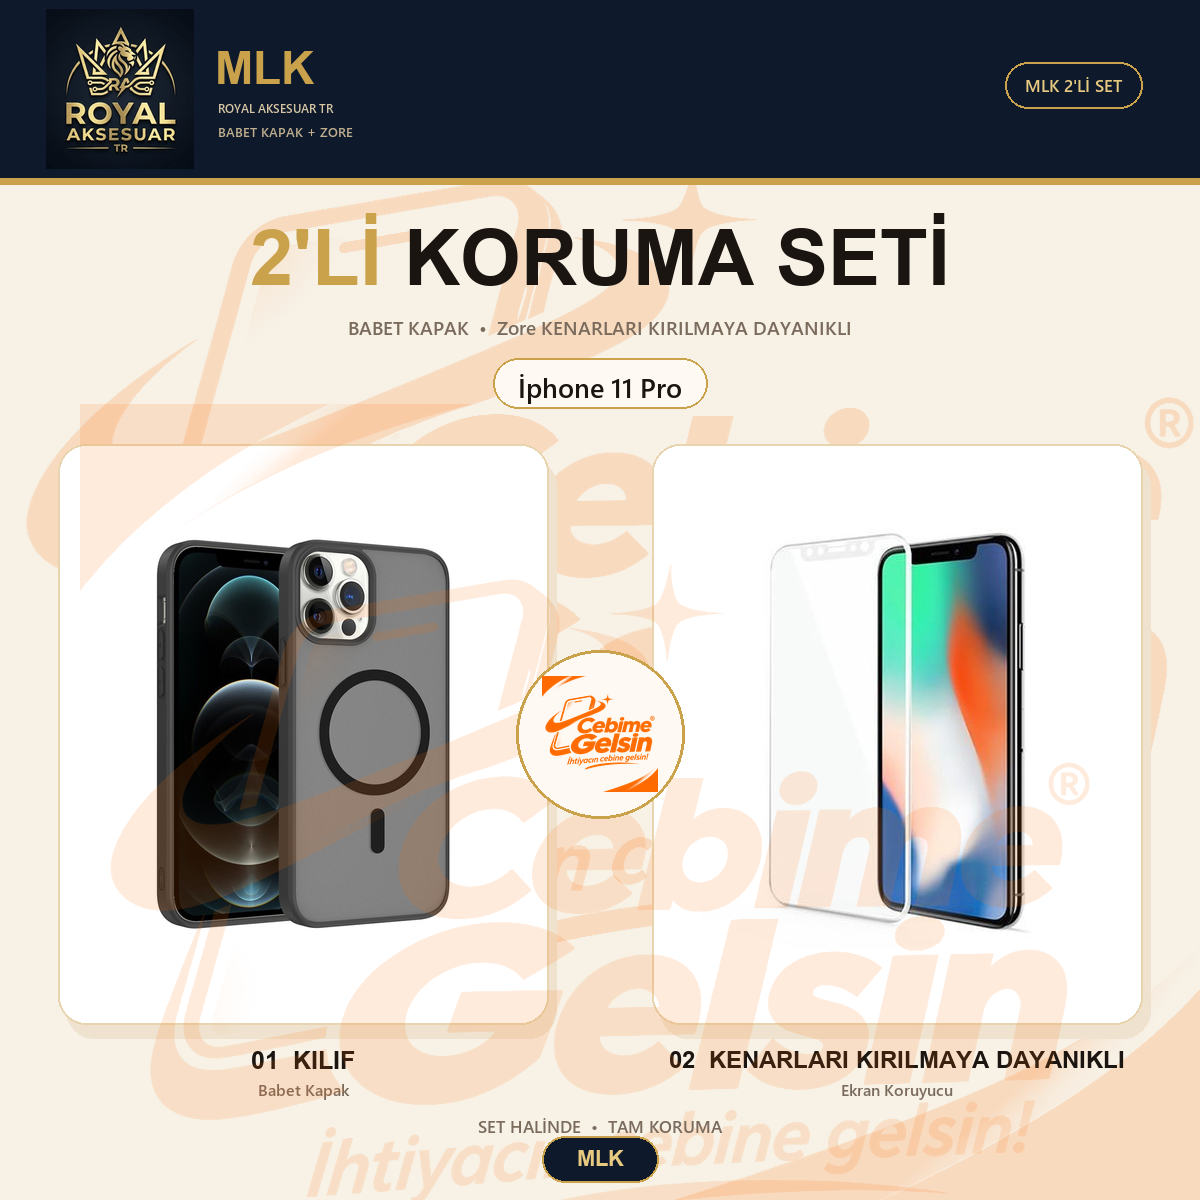 ROYAL
AKSESUAR
TR
MLK
ROYAL AKSESUAR TR
BABET KAPAK + ZORE
MLK 2'Lİ SET
2'Lİ KORUMA SETİ
BABET KAPAK • Zore KENARLARI KIRILMAYA DAYANIKLI
İphone 11 Pro
Cebime®
Gelsin
İhtiyacın cebine gelsin!
Cebime®
Gelsin
İhtiyacın cebine gelsin!
01 KILIF
Babet Kapak
02 KENARLARI KIRILMAYA DAYANIKLI
Ekran Koruyucu
SET HALİNDE • TAM KORUMA
MLK